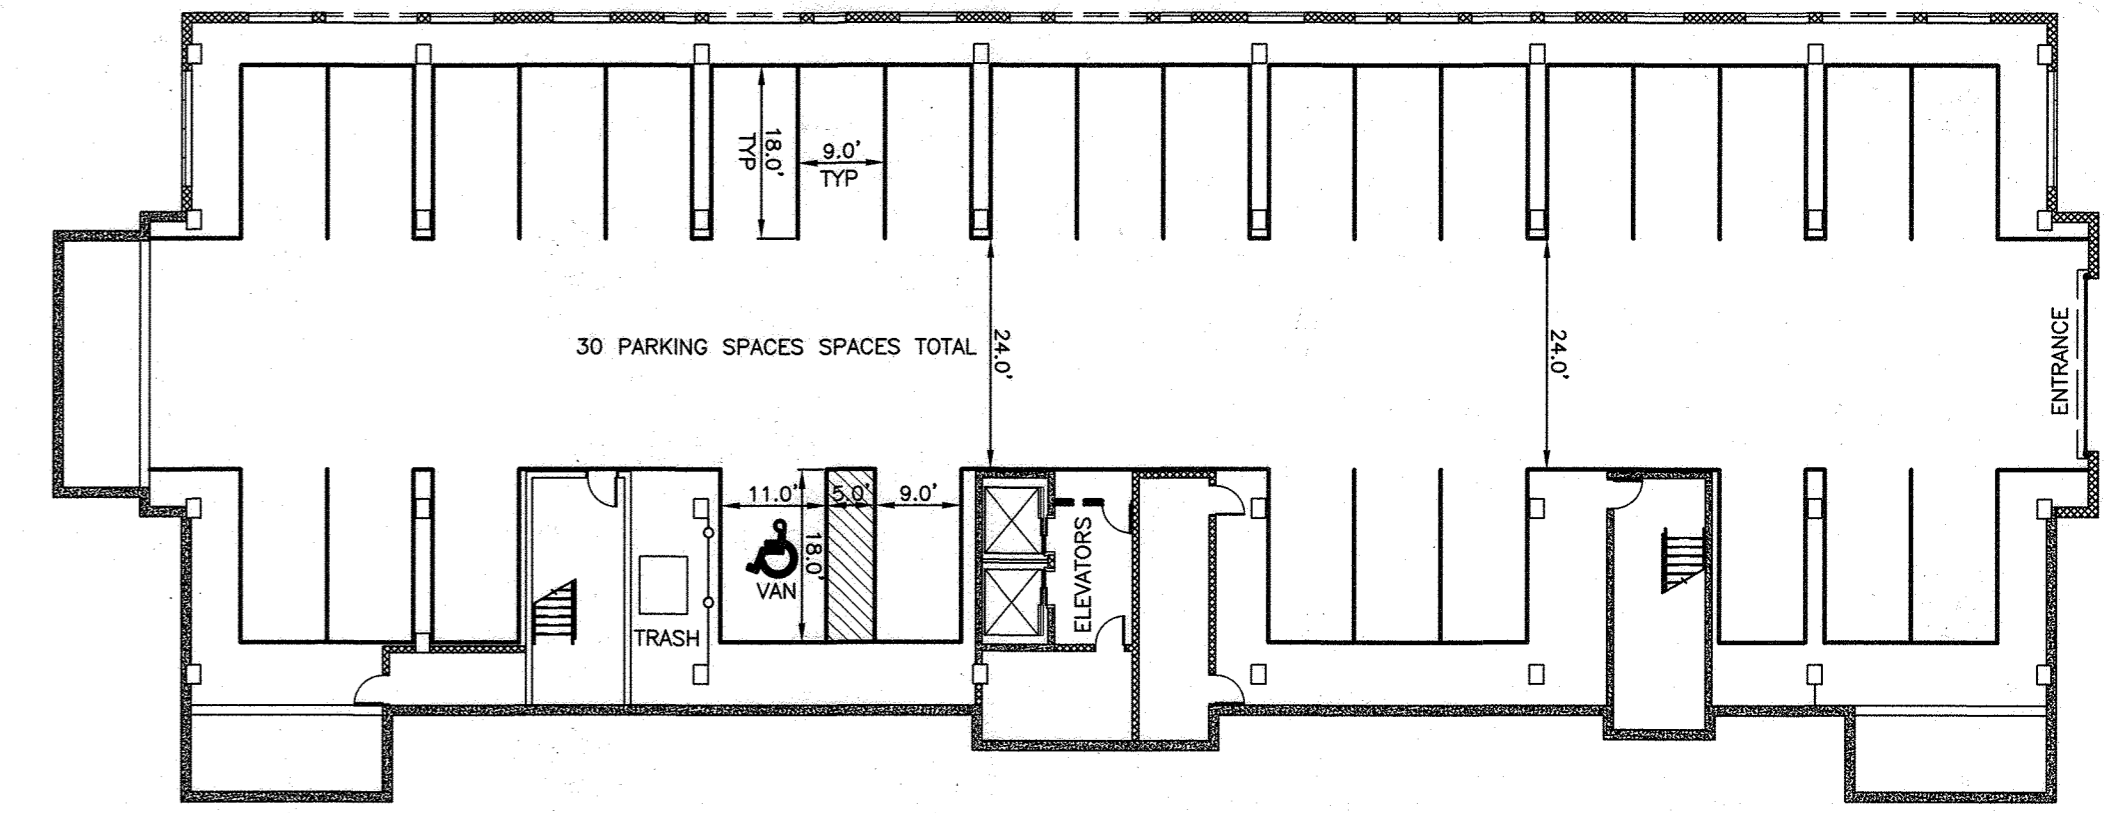 18.0'
TYP
9.0'
TYP
30 PARKING SPACES SPACES TOTAL
24.0'
24.0'
ENTRANCE
11.0'
5.0'
9.0'
18.0'
VAN
TRASH
ELEVATORS